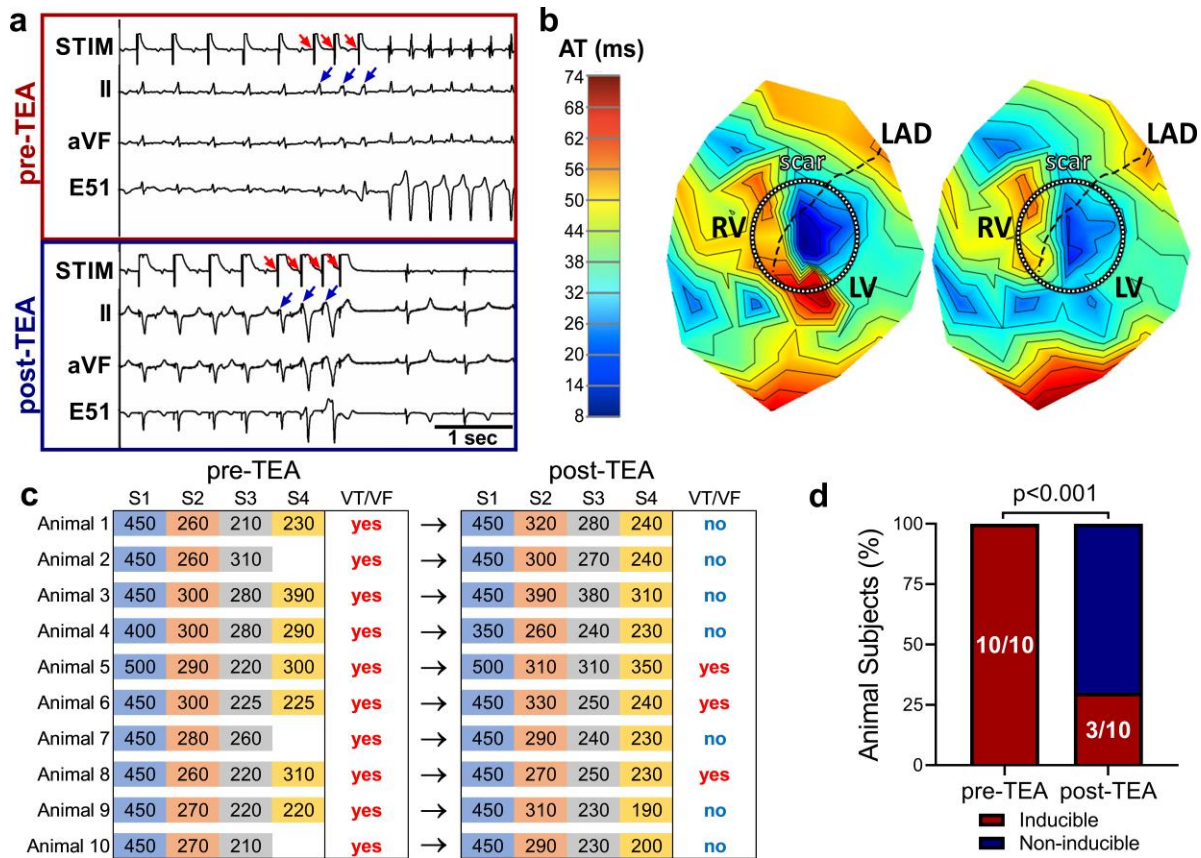 a
pre-TEA
STIM
II
aVF
E51
post-TEA
STIM
II
aVF
E51
1 sec
b
AT (ms)
74
68
62
56
50
44
38
32
26
20
14
8
scar
LAD
RV
LV
scar
LAD
RV
LV
c
pre-TEA post-TEA
S1 S2 S3 S4 VT/VF S1 S2 S3 S4 VT/VF
Animal 1 450 260 210 230 yes → 450 320 280 240 no
Animal 2 450 260 310 yes → 450 300 270 240 no
Animal 3 450 300 280 390 yes → 450 390 380 310 no
Animal 4 400 300 280 290 yes → 350 260 240 230 no
Animal 5 500 290 220 300 yes → 500 310 310 350 yes
Animal 6 450 300 225 225 yes → 450 330 250 240 yes
Animal 7 450 280 260 yes → 450 290 240 230 no
Animal 8 450 260 220 310 yes → 450 270 250 230 yes
Animal 9 450 270 220 220 yes → 450 310 230 190 no
Animal 10 450 270 210 yes → 450 290 230 200 no
d
p<0.001
Animal Subjects (%)
100
75
50
25
0
10/10
3/10
pre-TEA post-TEA
Inducible
Non-inducible